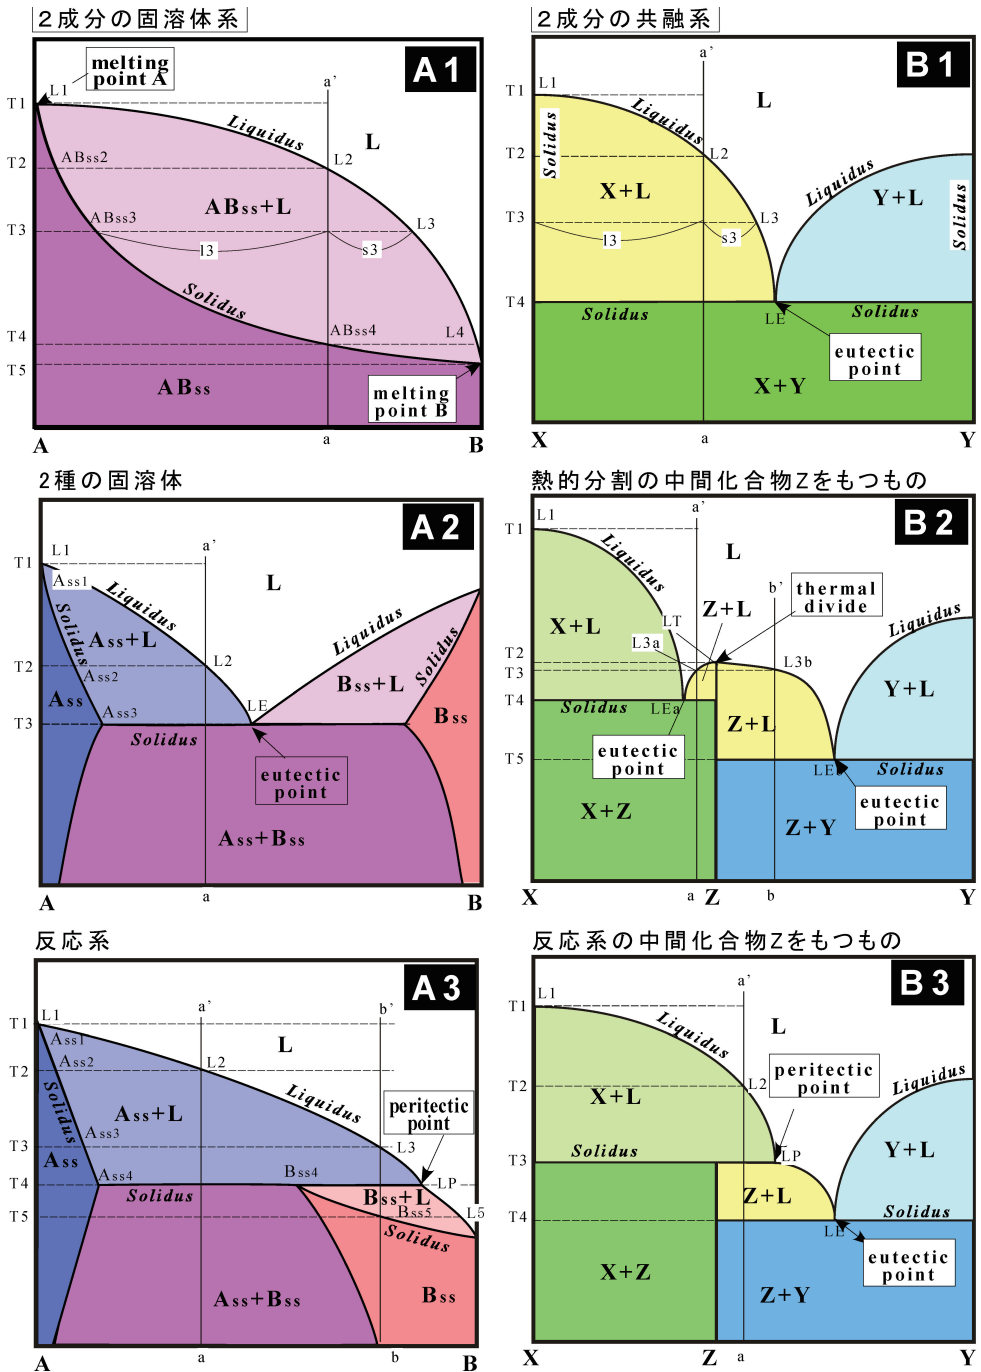 2成分の固溶体系
A1
melting
point A
a'
L1
T1
Liquidus
L
T2
ABss2
L2
ABss+L
ABss3
L3
T3
l3
s3
Solidus
T4
ABss4
L4
T5
ABss
melting
point B
A
a
B
2成分の共融系
B1
a'
L1
T1
L
Liquidus
Solidus
T2
L2
Liquidus
X+L
Y+L
Solidus
T3
L3
l3
s3
T4
Solidus
LE
Solidus
eutectic
point
X+Y
X
a
Y
2種の固溶体
A2
a'
L1
T1
Ass1
Liquidus
L
Solidus
Ass+L
Liquidus
Solidus
T2
L2
Ass2
Bss+L
Ass
Ass3
LE
Bss
T3
Solidus
eutectic
point
Ass+Bss
A
a
B
熱的分割の中間化合物Zをもつもの
B2
a'
L1
T1
Liquidus
L
b'
thermal
divide
Z+L
LT
X+L
Liquidus
L3a
T2
L3b
T3
Y+L
T4
Solidus
LEa
Z+L
eutectic
point
T5
LE
Solidus
eutectic
point
X+Z
Z+Y
X
a
Z
b
Y
反応系
A3
a'
b'
L1
T1
Ass1
L
Ass2
T2
L2
Liquidus
Solidus
Ass+L
peritectic
point
Ass3
T3
L3
Ass
Ass4
Bss4
T4
LP
Solidus
Bss+L
Bss5
L5
T5
Solidus
Ass+Bss
Bss
A
a
b
B
反応系の中間化合物Zをもつもの
B3
a'
L1
T1
Liquidus
L
peritectic
point
T2
L2
Liquidus
X+L
Solidus
LP
Y+L
T3
Z+L
T4
Solidus
LE
eutectic
point
X+Z
Z+Y
X
Z
a
Y